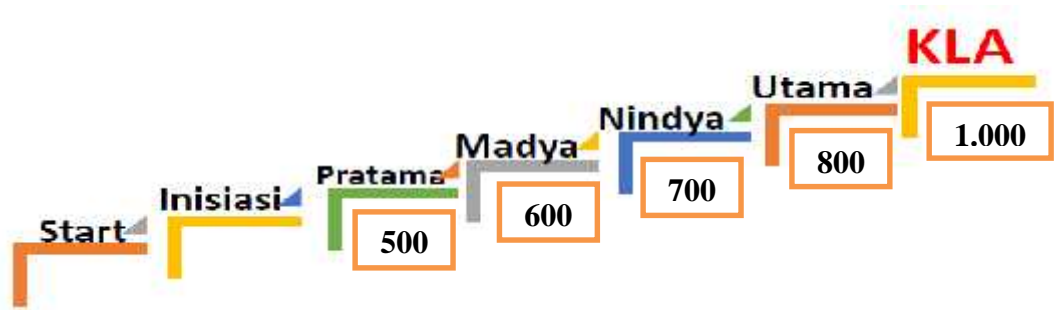 Start
Inisiasi
Pratama
500
Madya
600
Nindya
700
Utama
800
KLA
1.000